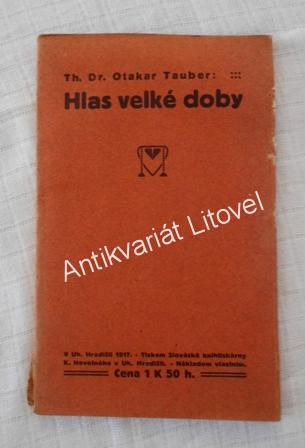 Th. Dr. Otakar Tauber: :::
Hlas velké doby
Antikvariát Litovel
V Uh. Hradišti 1917. - Tiskem Slovácké knihtiskárny
K. Novotného v Uh. Hradišti. - Nákladem vlastním.
Cena 1 K 50 h.